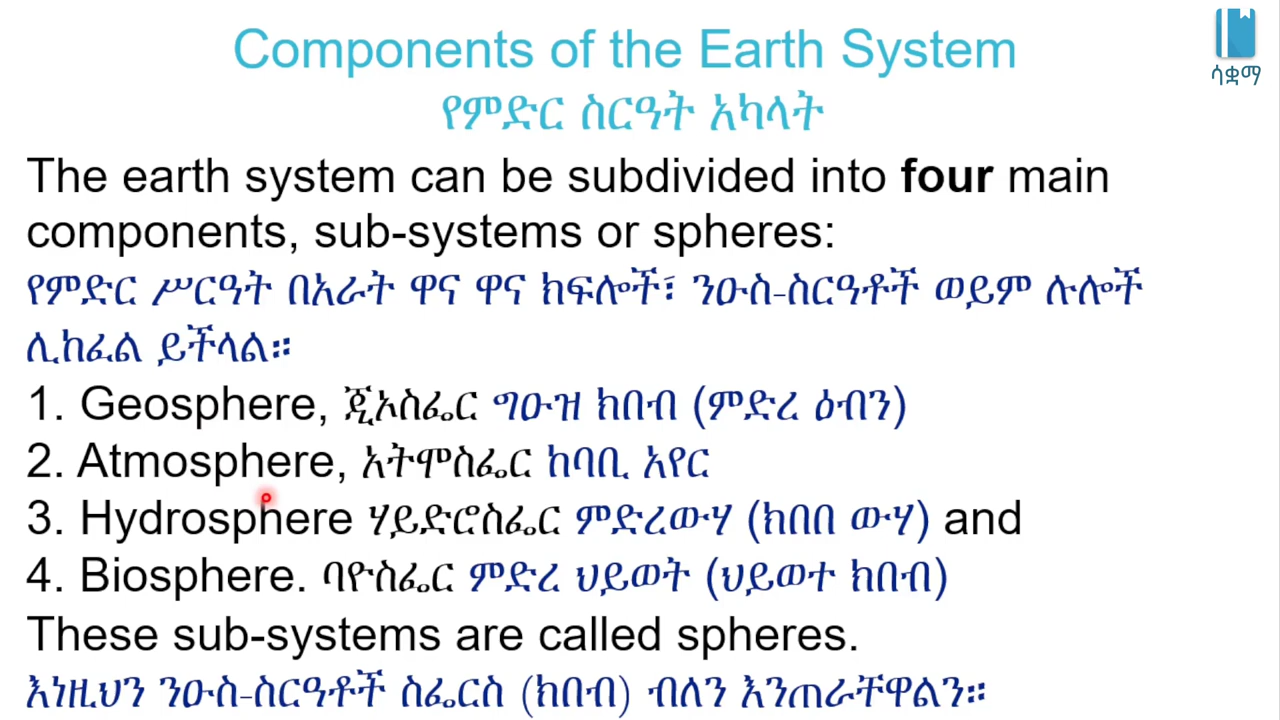 Components of the Earth System
ሳቋማ
የምድር ስርዓት አካላት
The earth system can be subdivided into four main
components, sub-systems or spheres:
የምድር ሥርዓት በአራት ዋና ዋና ክፍሎች፣ ንዑስ-ስርዓቶች ወይም ሉሎች
ሊከፈል ይችላል።
1. Geosphere, ጂኦስፌር ግዑዝ ክበብ (ምድረ ዕብን)
2. Atmosphere, አትሞስፌር ከባቢ አየር
3. Hydrosphere ሃይድሮስፌር ምድረውሃ (ክበበ ውሃ) and
4. Biosphere. ባዮስፌር ምድረ ህይወት (ህይወተ ክበብ)
These sub-systems are called spheres.
እነዚህን ንዑስ-ስርዓቶች ስፌርስ (ክበብ) ብለን እንጠራቸዋልን።